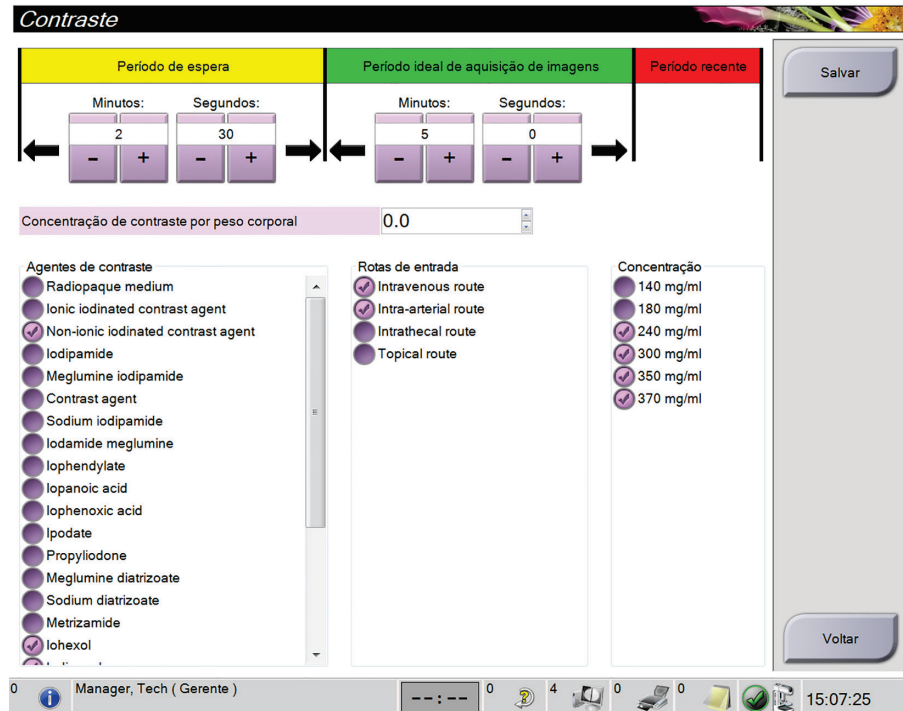 Contraste
Período de espera
Período ideal de aquisição de imagens
Período recente
Salvar
Minutos:
Segundos:
Minutos:
Segundos:
2
30
5
0
- + - + - + - +
Concentração de contraste por peso corporal
0.0
Agentes de contraste
Radiopaque medium
Ionic iodinated contrast agent
Non-ionic iodinated contrast agent
Iodipamide
Meglumine iodipamide
Contrast agent
Sodium iodipamide
Iodamide meglumine
Iophendylate
Iopanoic acid
Iophenoxic acid
Ipodate
Propyliodone
Meglumine diatrizoate
Sodium diatrizoate
Metrizamide
Iohexol
Rotas de entrada
Intravenous route
Intra-arterial route
Intrathecal route
Topical route
Concentração
140 mg/ml
180 mg/ml
240 mg/ml
300 mg/ml
350 mg/ml
370 mg/ml
Voltar
0
Manager, Tech ( Gerente )
--:--
0
4
0
0
15:07:25